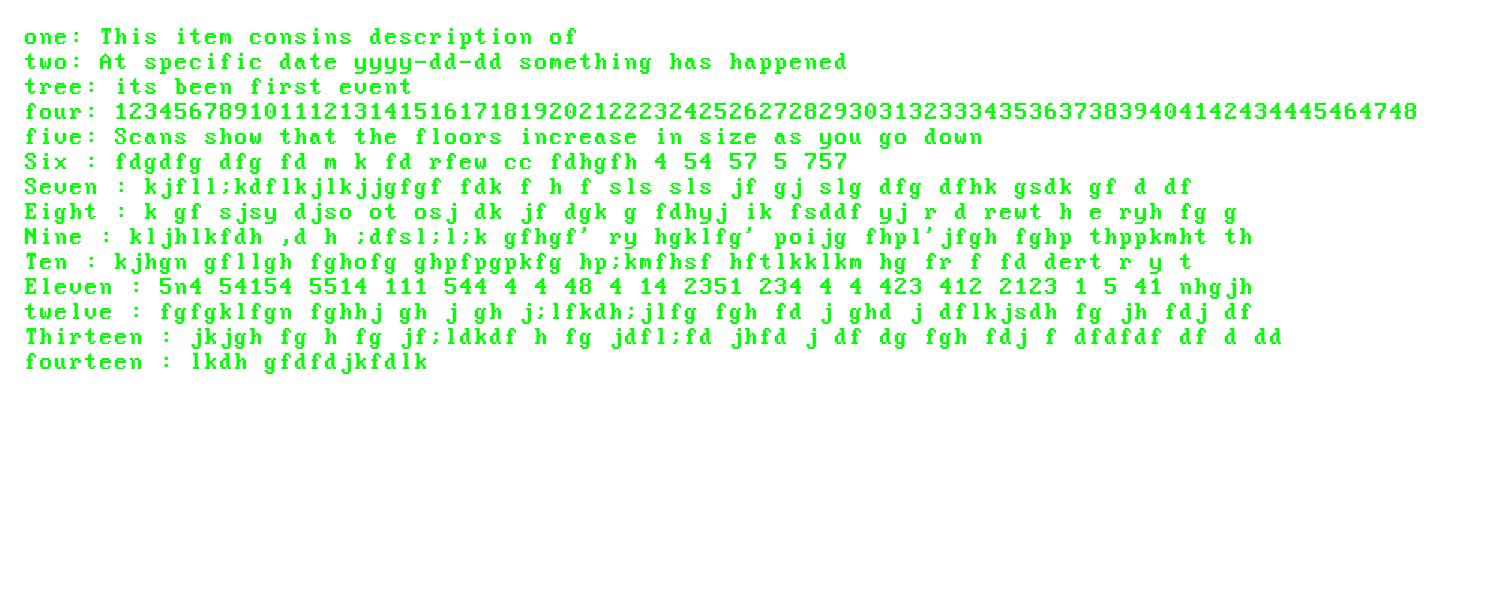 one: This item consins description of
two: At specific date yyyy-dd-dd something has happened
tree: its been first event
four: 123456789101112131415161718192021222324252627282930313233343536373839404142434445464748
five: Scans show that the floors increase in size as you go down
Six : fdgdfg dfg fd m k fd rfew cc fdhgfh 4 54 57 5 757
Seven : kjfll;kdflkjlkjjgfgf fdk f h f sls sls jf gj slg dfg dfhk gsdk gf d df
Eight : k gf sjsy djso ot osj dk jf dgk g fdhyj ik fsddf yj r d rewt h e ryh fg g
Nine : kljhlkfdh ,d h ;dfsl;l;k gfhgf' ry hgklfg' poijg fhpl'jfgh fghp thppkmht th
Ten : kjhgn gfllgh fghofg ghpfpgpkfg hp;kmfhsf hftlkklkm hg fr f fd dert r y t
Eleven : 5n4 54154 5514 111 544 4 4 48 4 14 2351 234 4 4 423 412 2123 1 5 41 nhgjh
twelve : fgfgklfgn fghhj gh j gh j;lfkdh;jlfg fgh fd j ghd j dflkjsdh fg jh fdj df
Thirteen : jkjgh fg h fg jf;ldkdf h fg jdfl;fd jhfd j df dg fgh fdj f dfdfdf df d dd
fourteen : lkdh gfdfdjkfdlk